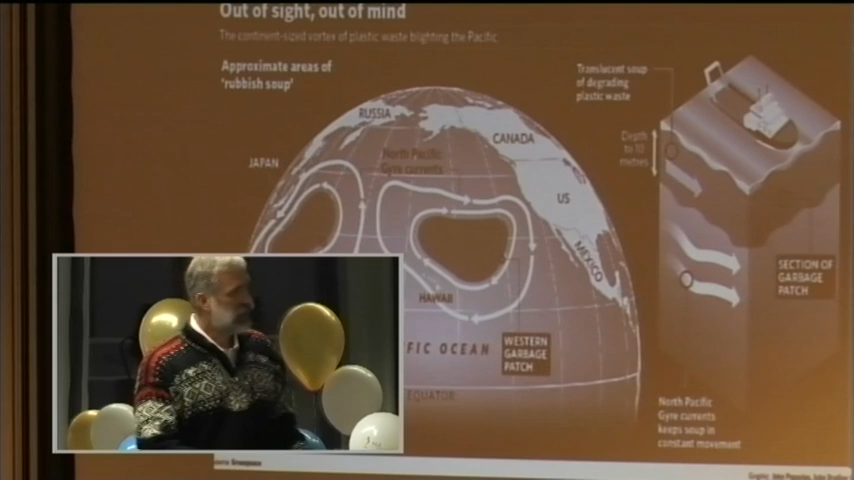 Out of sight, out of mind
The continent-sized vortex of plastic waste blighting the Pacific
Approximate areas of
'rubbish soup'
RUSSIA
CANADA
JAPAN
North Pacific
Gyre currents
US
MEXICO
HAWAII
WESTERN
GARBAGE
PATCH
FIC OCEAN
EQUATOR
Translucent soup
of degrading
plastic waste
Depth
to 10
metres
SECTION OF
GARBAGE
PATCH
North Pacific
Gyre currents
keeps soup in
constant movement
Greenpeace